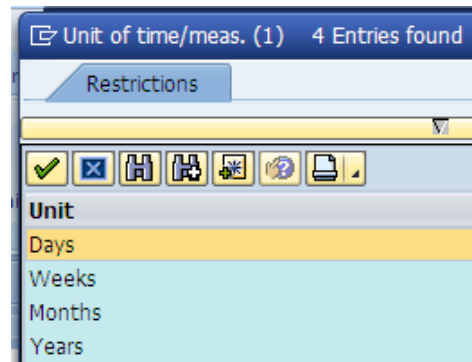 Unit of time/meas. (1) 4 Entries found
Restrictions
Unit
Days
Weeks
Months
Years